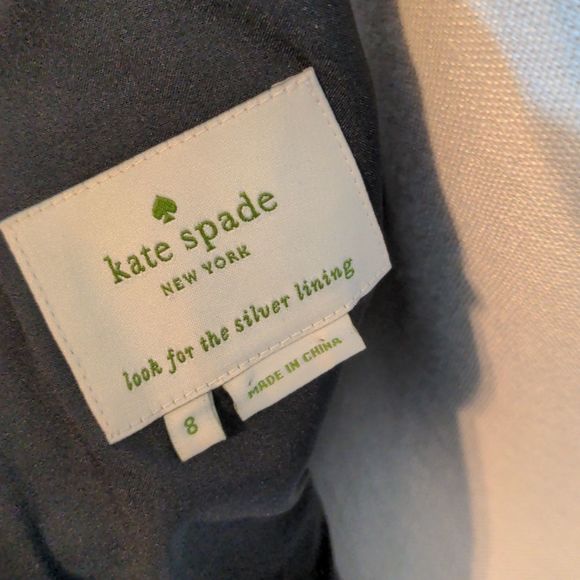 kate spade
NEW YORK
look for the silver lining
8
MADE IN CHINA